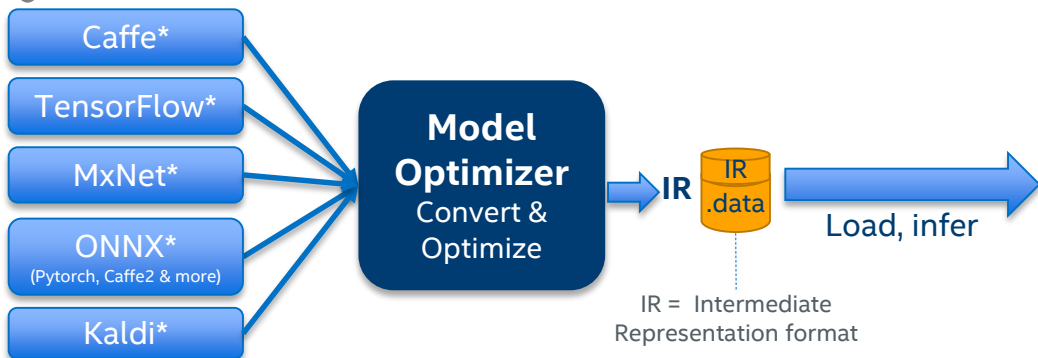 Caffe*
TensorFlow*
MxNet*
ONNX*
(Pytorch, Caffe2 & more)
Kaldi*
Model
Optimizer
Convert &
Optimize
IR
IR
.data
Load, infer
IR = Intermediate
Representation format